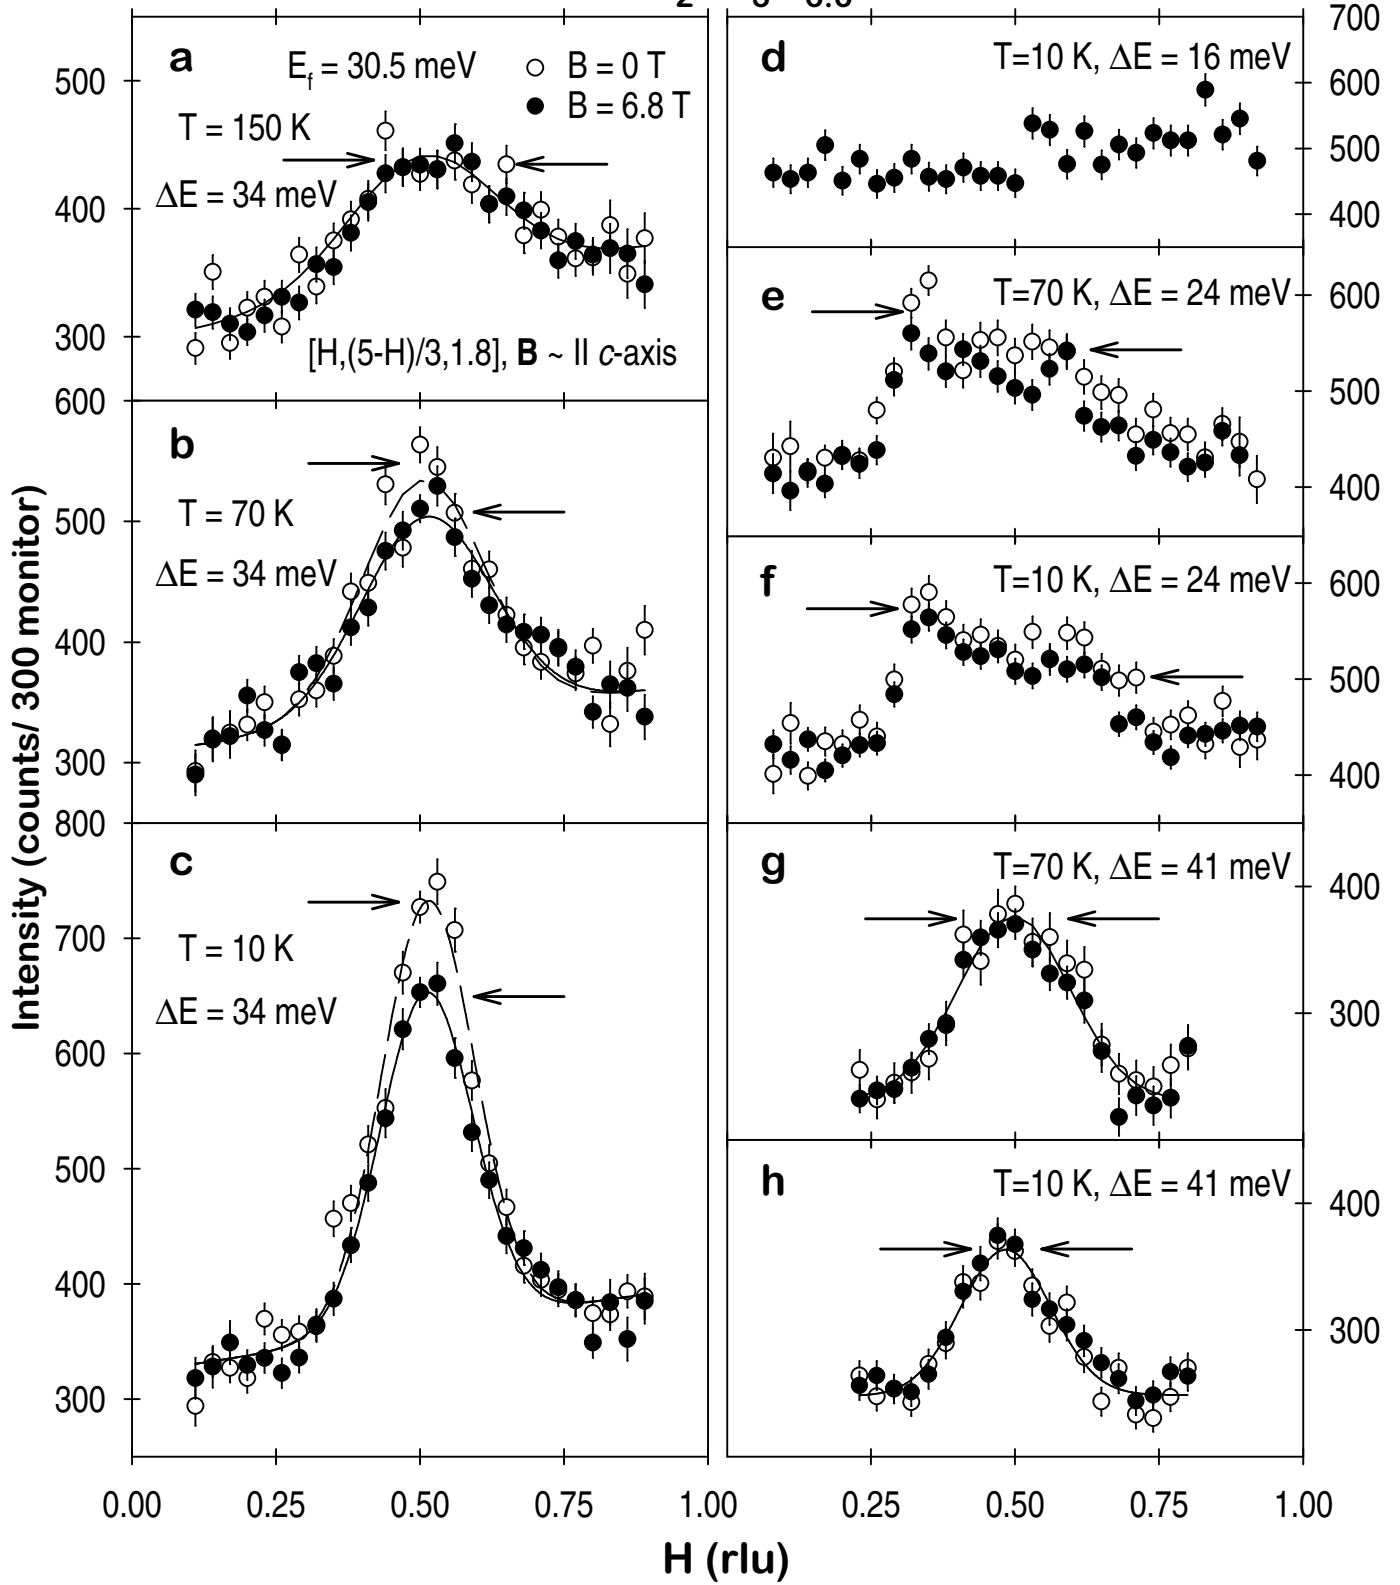 a
E_f = 30.5 meV
B = 0 T
B = 6.8 T
T = 150 K
ΔE = 34 meV
[H,(5-H)/3,1.8], B ~ II c-axis
500
400
300
600
b
T = 70 K
ΔE = 34 meV
500
400
300
800
c
T = 10 K
ΔE = 34 meV
700
600
500
400
300
0.00
0.25
0.50
0.75
1.00
Intensity (counts/ 300 monitor)
d
T=10 K, ΔE = 16 meV
700
600
500
400
e
T=70 K, ΔE = 24 meV
600
500
400
f
T=10 K, ΔE = 24 meV
600
500
400
g
T=70 K, ΔE = 41 meV
400
300
h
T=10 K, ΔE = 41 meV
400
300
0.25
0.50
0.75
1.00
H (rlu)